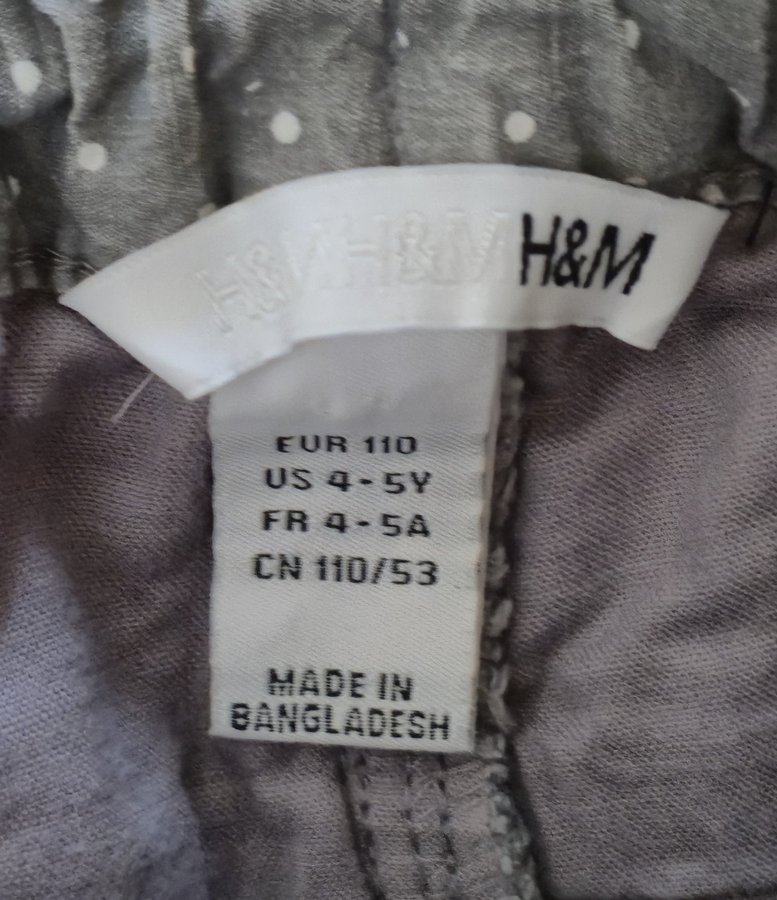 H&M H&M H&M
EUR 110
US 4-5Y
FR 4-5A
CN 110/53
MADE IN
BANGLADESH